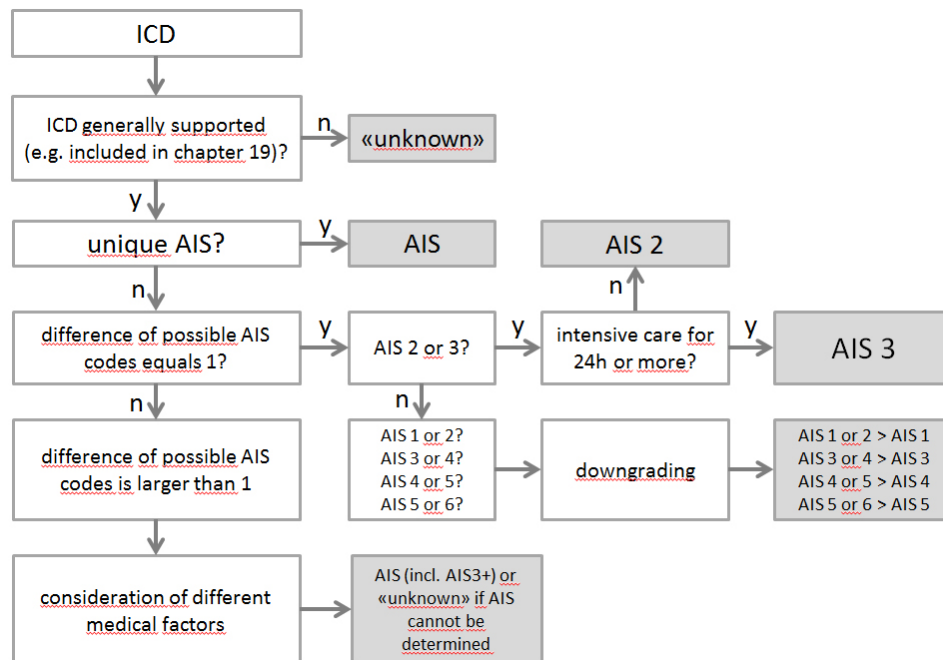 ICD
ICD generally supported
(e.g. included in chapter 19)?
n
«unknown»
y
unique AIS?
y
AIS
AIS 2
n
n
difference of possible AIS
codes equals 1?
y
AIS 2 or 3?
y
intensive care for
24h or more?
y
AIS 3
n
n
difference of possible AIS
codes is larger than 1
AIS 1 or 2?
AIS 3 or 4?
AIS 4 or 5?
AIS 5 or 6?
downgrading
AIS 1 or 2 > AIS 1
AIS 3 or 4 > AIS 3
AIS 4 or 5 > AIS 4
AIS 5 or 6 > AIS 5
consideration of different
medical factors
AIS (incl. AIS3+) or
«unknown» if AIS
cannot be
determined